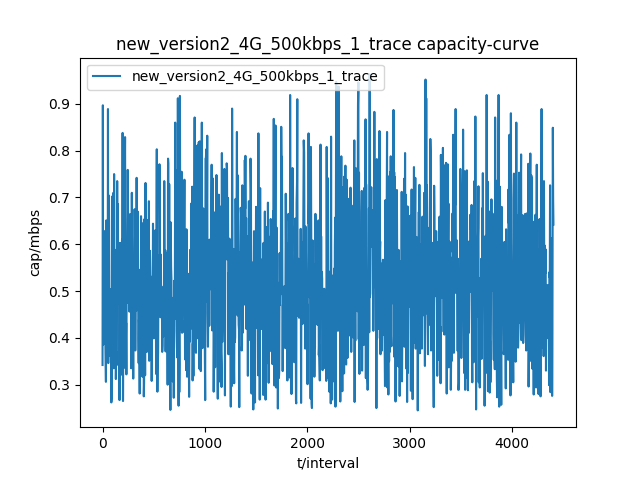 new_version2_4G_500kbps_1_trace capacity-curve
new_version2_4G_500kbps_1_trace
0.9
0.8
0.7
0.6
0.5
0.4
0.3
cap/mbps
0 1000 2000 3000 4000
t/interval